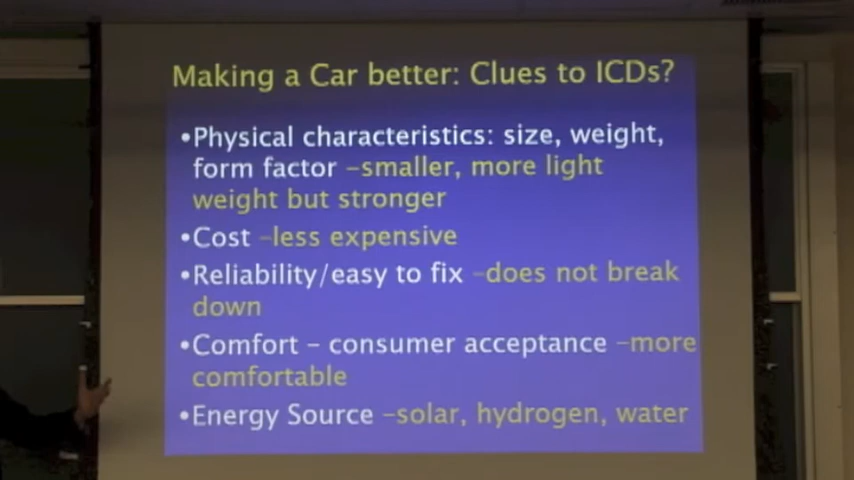 Making a Car better: Clues to ICDs?
•Physical characteristics: size, weight,
form factor –smaller, more light
weight but stronger
•Cost –less expensive
•Reliability/easy to fix –does not break
down
•Comfort – consumer acceptance –more
comfortable
•Energy Source –solar, hydrogen, water